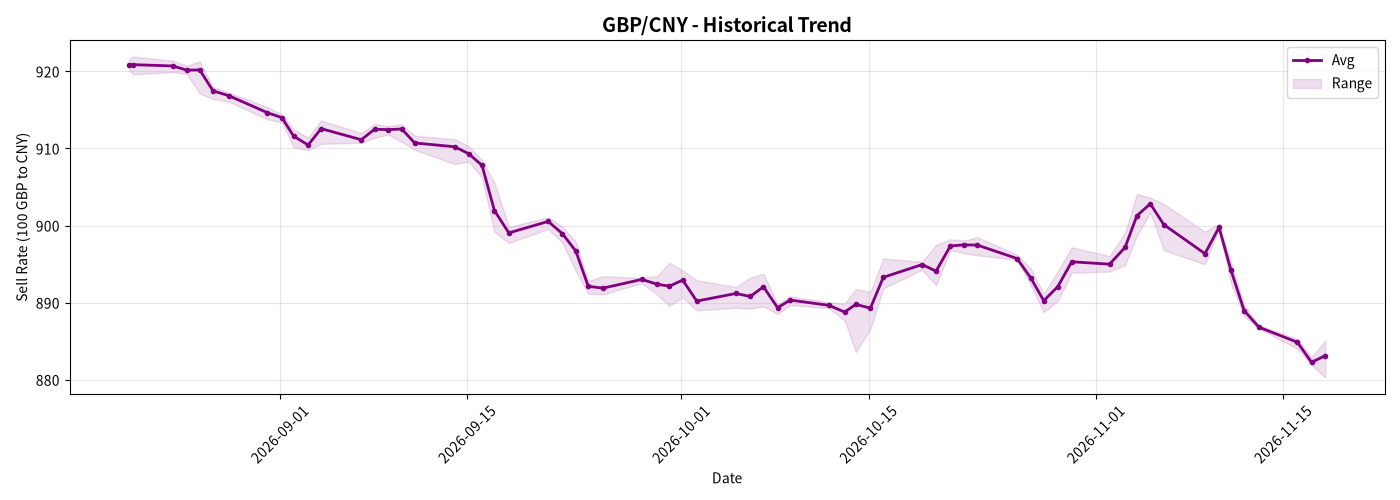 GBP/CNY - Historical Trend
Avg
Range
Sell Rate (100 GBP to CNY)
920
910
900
890
880
2026-09-01
2026-09-15
2026-10-01
2026-10-15
2026-11-01
2026-11-15
Date